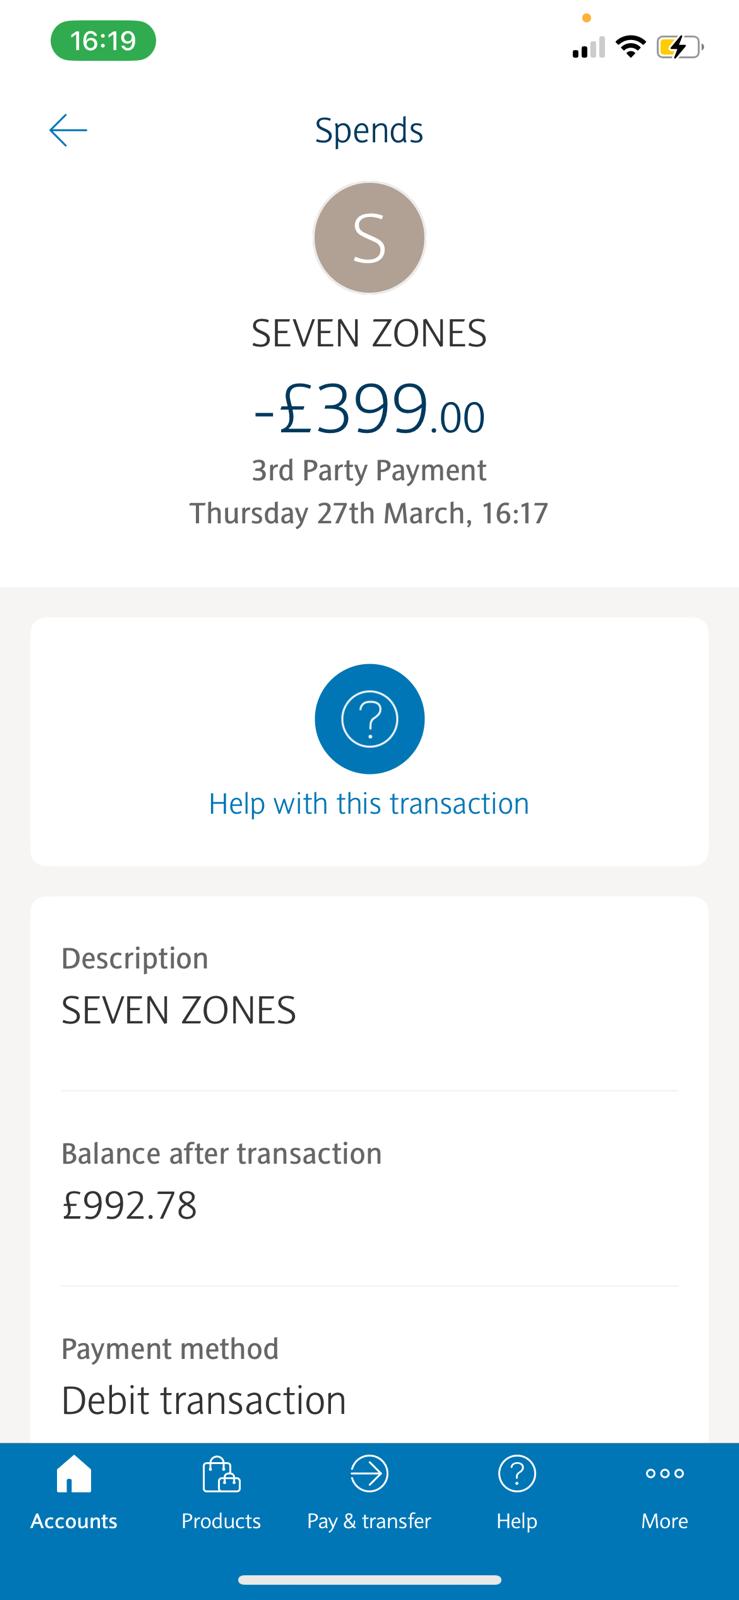 16:19
Spends
S
SEVEN ZONES
-£399.00
3rd Party Payment
Thursday 27th March, 16:17
?
Help with this transaction
Description
SEVEN ZONES
Balance after transaction
£992.78
Payment method
Debit transaction
Accounts Products Pay & transfer Help More